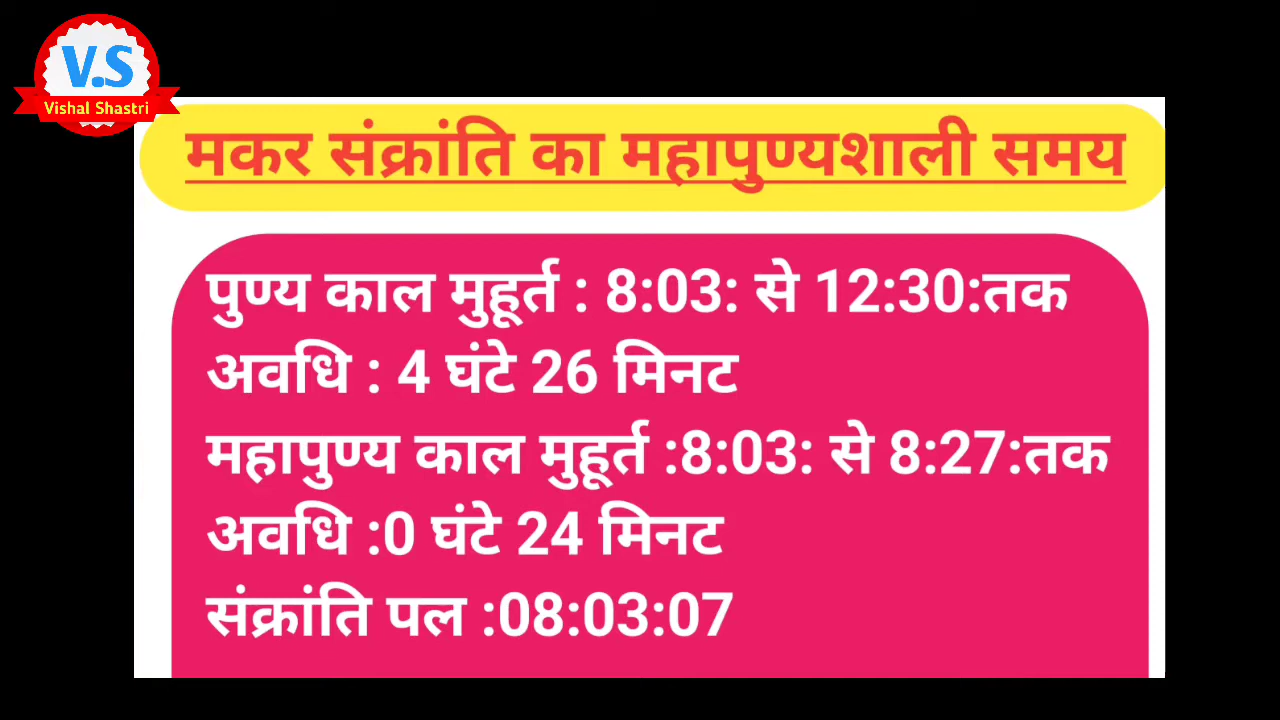 V.S
Vishal Shastri
मकर संक्रांति का महापुण्यशाली समय
पुण्य काल मुहूर्त : 8:03: से 12:30:तक
अवधि : 4 घंटे 26 मिनट
महापुण्य काल मुहूर्त :8:03: से 8:27:तक
अवधि :0 घंटे 24 मिनट
संक्रांति पल :08:03:07